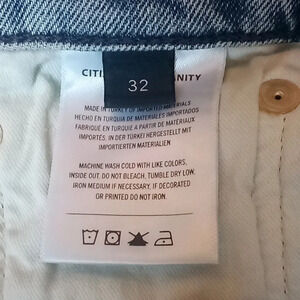 CITI ANITY
32
MADE IN TURKEY OF IMPORTED MATERIALS
HECHO EN TURQUIA DE MATERIALES IMPORTADOS
FABRIQUE EN TURQUIE A PARTIR DE MATERIAUX
IMPORTÉS. IN DER TÜRKEI HERGESTELLT MIT
IMPORTIERTEN MATERIALIEN
MACHINE WASH COLD WITH LIKE COLORS,
INSIDE OUT, DO NOT BLEACH, TUMBLE DRY LOW.
IRON MEDIUM IF NECESSARY. IF DECORATED
OR PRINTED DO NOT IRON.